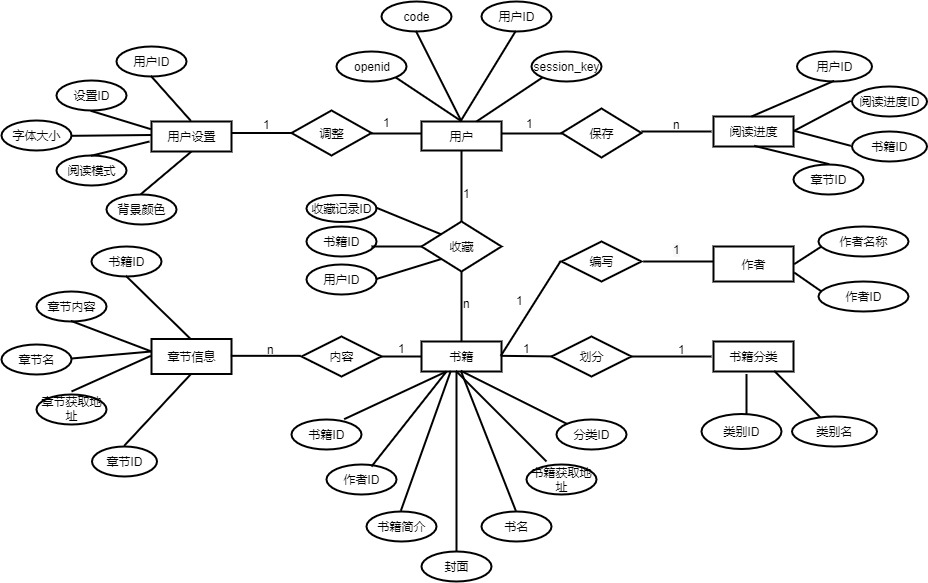 code
用户ID
openid
session_key
用户ID
设置ID
字体大小
阅读模式
背景颜色
用户设置
1
调整
1
用户
1
保存
n
阅读进度
用户ID
阅读进度ID
书籍ID
章节ID
1
收藏记录ID
书籍ID
用户ID
收藏
n
编写
1
1
作者
作者名称
作者ID
书籍ID
章节内容
章节名
章节获取地
址
章节ID
章节信息
n
内容
1
书籍
1
划分
1
书籍分类
类别ID
类别名
书籍ID
作者ID
书籍简介
封面
书名
书籍获取地
址
分类ID